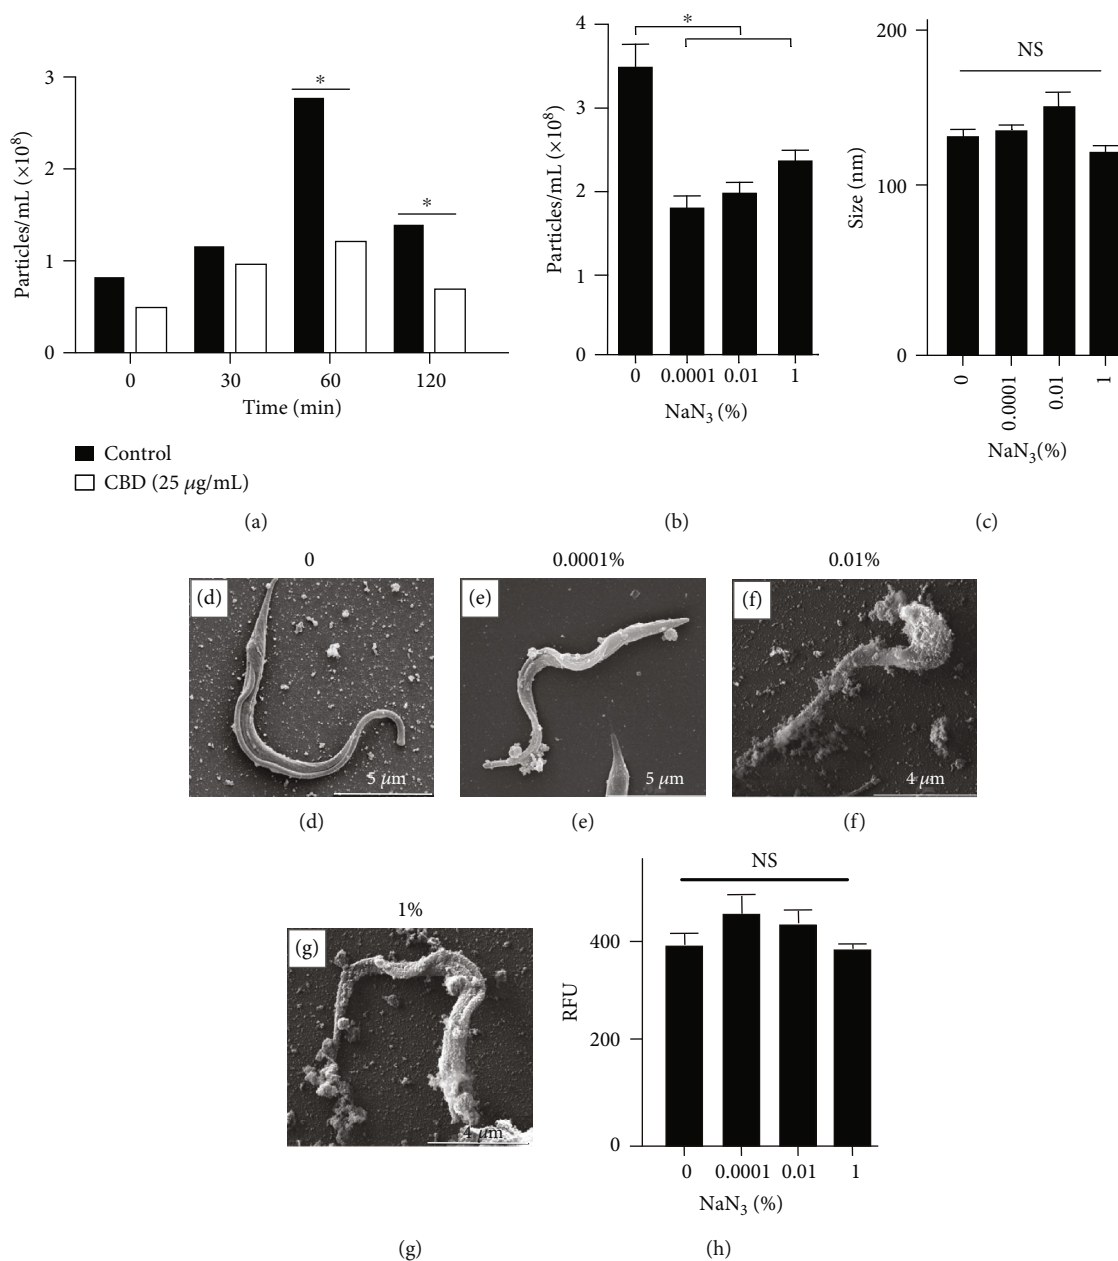 3
2
1
0
Particles/mL (×10⁸)
*
*
0 30 60 120
Time (min)
Control
CBD (25 µg/mL)
(a)
4
3
2
1
0
Particles/mL (×10⁸)
*
0 0.0001 0.01 1
NaN₃ (%)
(b)
200
100
0
Size (nm)
NS
0 0.0001 0.01 1
NaN₃(%)
(c)
0
(d)
5 µm
(d)
0.0001%
(e)
5 µm
(e)
0.01%
(f)
4 µm
(f)
1%
(g)
4 µm
(g)
NS
400
200
0
RFU
0 0.0001 0.01 1
NaN₃ (%)
(h)